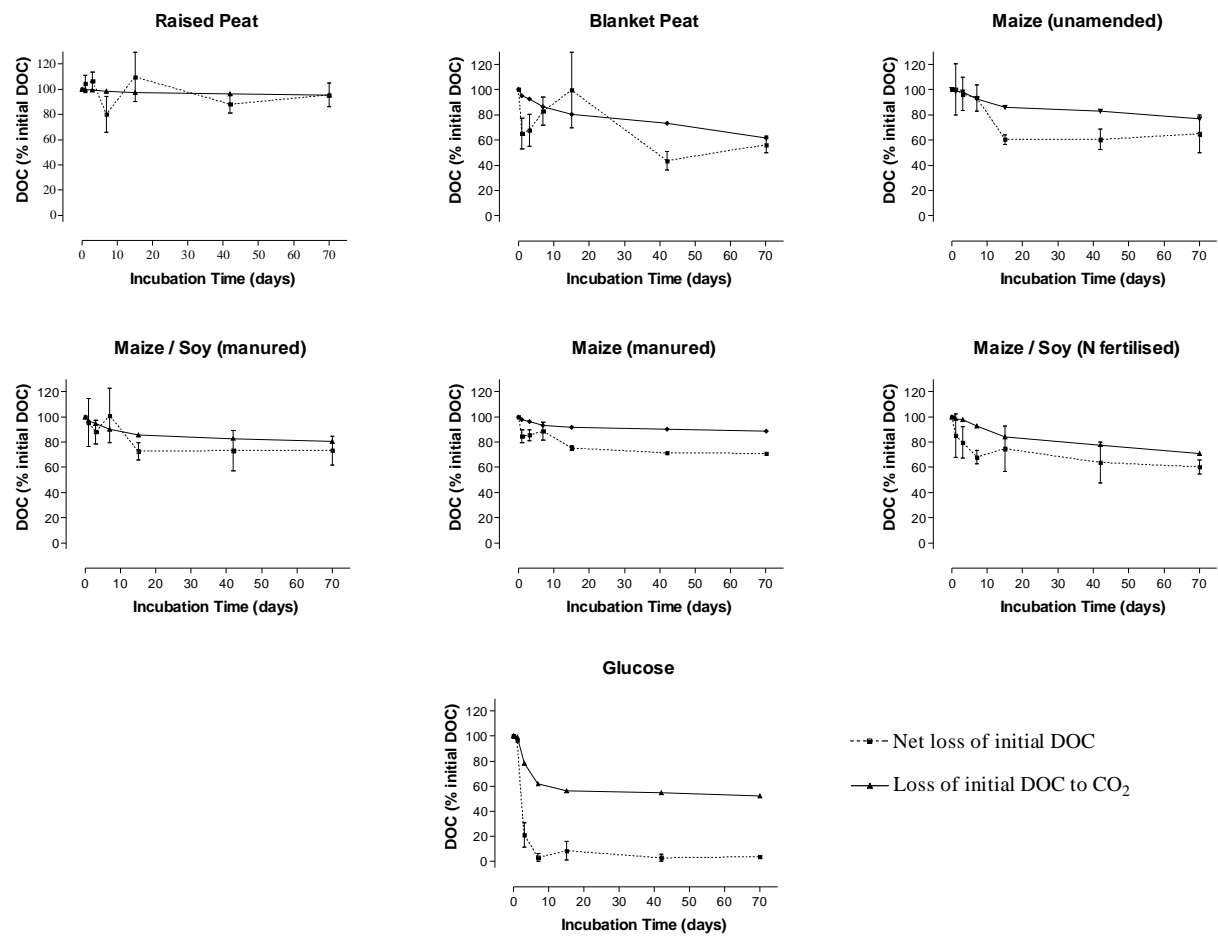 Raised Peat
DOC (% initial DOC)
120
100
80
60
40
20
0
0 10 20 30 40 50 60 70
Incubation Time (days)
Blanket Peat
DOC (% initial DOC)
120
100
80
60
40
20
0
0 10 20 30 40 50 60 70
Incubation Time (days)
Maize (unamended)
DOC (% initial DOC)
120
100
80
60
40
20
0
0 10 20 30 40 50 60 70
Incubation Time (days)
Maize / Soy (manured)
DOC (% initial DOC)
120
100
80
60
40
20
0
0 10 20 30 40 50 60 70
Incubation Time (days)
Maize (manured)
DOC (% initial DOC)
120
100
80
60
40
20
0
0 10 20 30 40 50 60 70
Incubation Time (days)
Maize / Soy (N fertilised)
DOC (% initial DOC)
120
100
80
60
40
20
0
0 10 20 30 40 50 60 70
Incubation Time (days)
Glucose
DOC (% initial DOC)
120
100
80
60
40
20
0
0 10 20 30 40 50 60 70
Incubation Time (days)
Net loss of initial DOC
Loss of initial DOC to CO₂